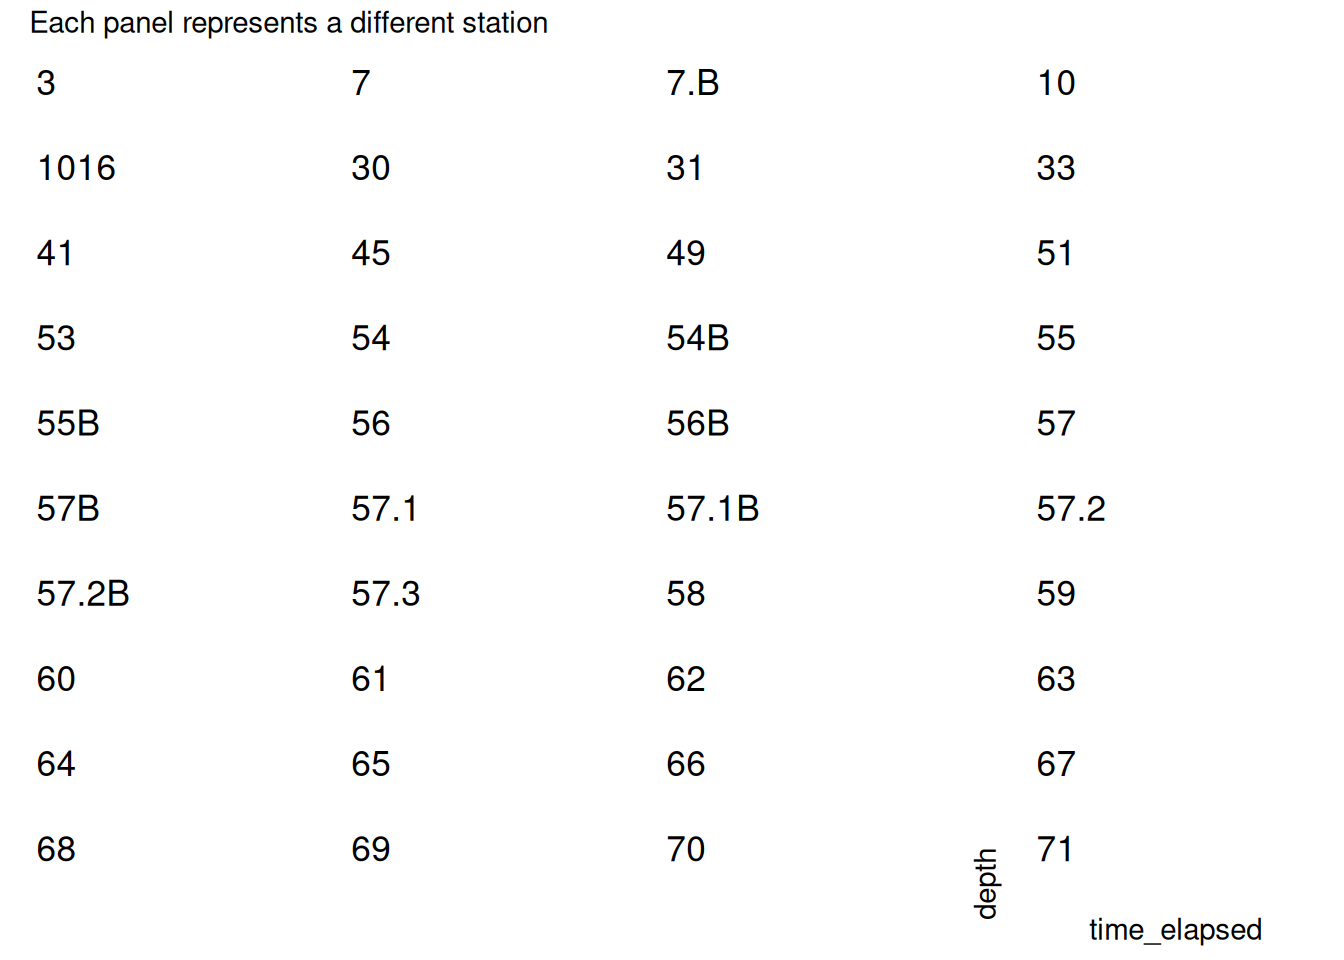 Each panel represents a different station
3 7 7.B 10
1016 30 31 33
41 45 49 51
53 54 54B 55
55B 56 56B 57
57B 57.1 57.1B 57.2
57.2B 57.3 58 59
60 61 62 63
64 65 66 67
68 69 70 71
depth
time_elapsed